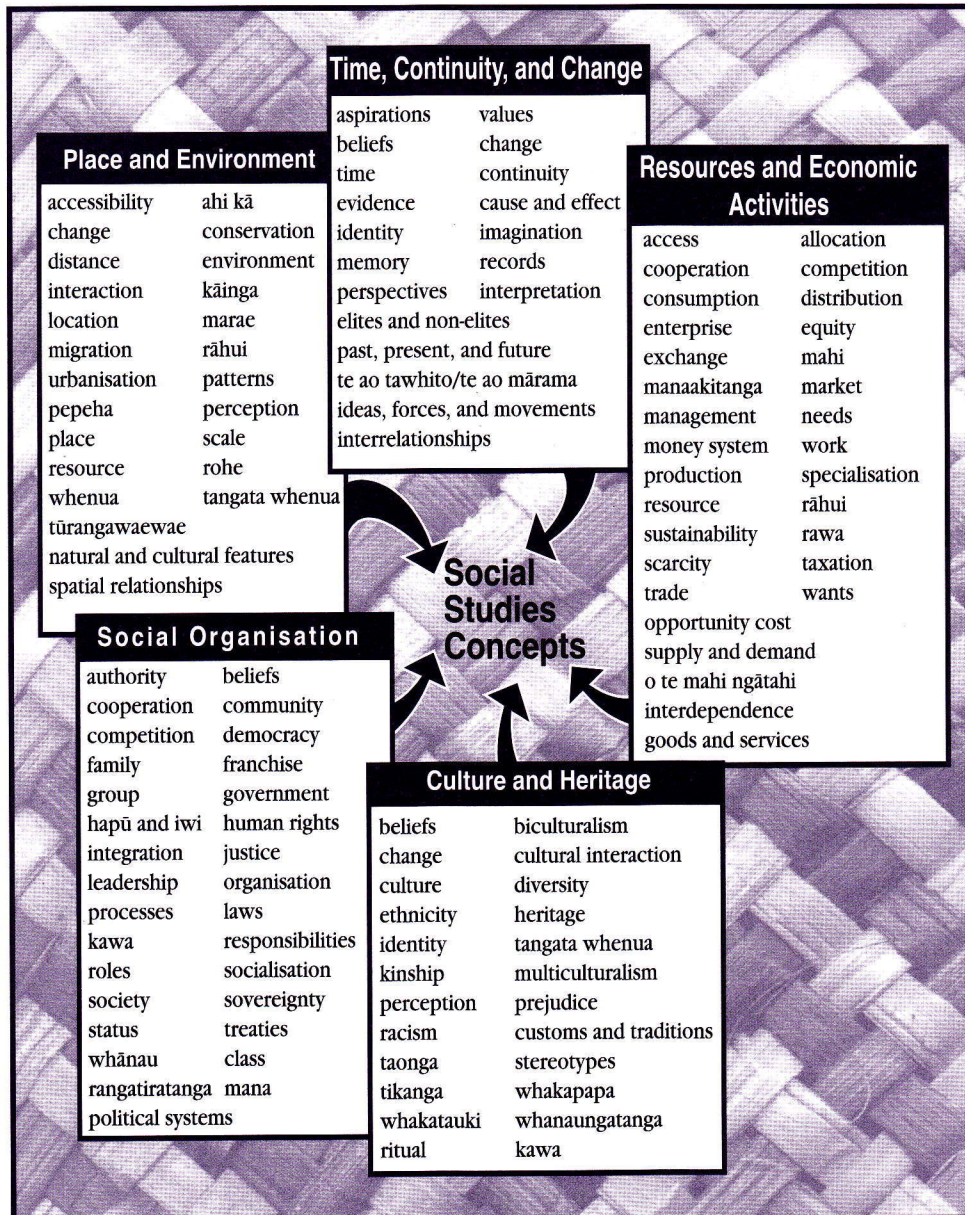 Time, Continuity, and Change
aspirations values
beliefs change
time continuity
evidence cause and effect
identity imagination
memory records
perspectives interpretation
elites and non-elites
past, present, and future
te ao tawhito/te ao mārama
ideas, forces, and movements
interrelationships
Place and Environment
accessibility ahi kā
change conservation
distance environment
interaction kāinga
location marae
migration rāhui
urbanisation patterns
pepeha perception
place scale
resource rohe
whenua tangata whenua
tūrangawaewae
natural and cultural features
spatial relationships
Resources and Economic
Activities
access allocation
cooperation competition
consumption distribution
enterprise equity
exchange mahi
manaakitanga market
management needs
money system work
production specialisation
resource rāhui
sustainability rawa
scarcity taxation
trade wants
opportunity cost
supply and demand
o te mahi ngātahi
interdependence
goods and services
Social
Studies
Concepts
Social Organisation
authority beliefs
cooperation community
competition democracy
family franchise
group government
hapū and iwi human rights
integration justice
leadership organisation
processes laws
kawa responsibilities
roles socialisation
society sovereignty
status treaties
whānau class
rangatiratanga mana
political systems
Culture and Heritage
beliefs biculturalism
change cultural interaction
culture diversity
ethnicity heritage
identity tangata whenua
kinship multiculturalism
perception prejudice
racism customs and traditions
taonga stereotypes
tikanga whakapapa
whakatauki whanaungatanga
ritual kawa